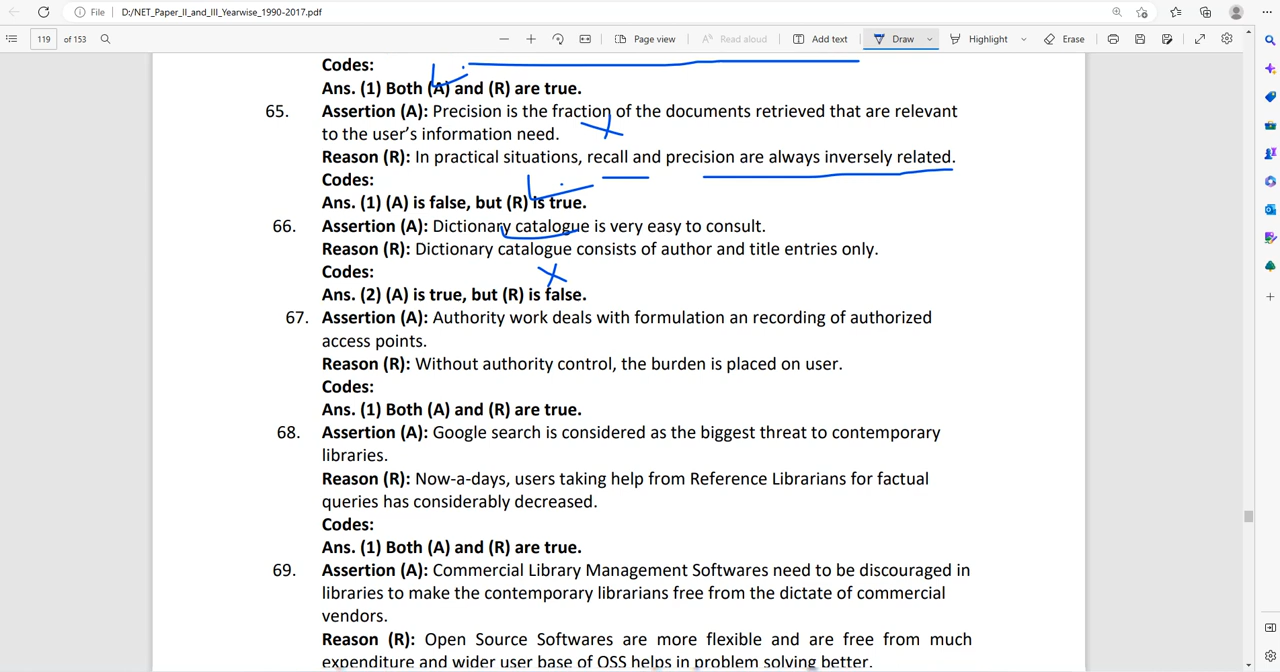 File
D:/NET_Paper_II_and_III_Yearwise_1990-2017.pdf
119 of 153
Page view
Read aloud
Add text
Draw
Highlight
Erase
Codes:
Ans. (1) Both (A) and (R) are true.
65. Assertion (A): Precision is the fraction of the documents retrieved that are relevant
to the user's information need.
Reason (R): In practical situations, recall and precision are always inversely related.
Codes:
Ans. (1) (A) is false, but (R) is true.
66. Assertion (A): Dictionary catalogue is very easy to consult.
Reason (R): Dictionary catalogue consists of author and title entries only.
Codes:
Ans. (2) (A) is true, but (R) is false.
67. Assertion (A): Authority work deals with formulation an recording of authorized
access points.
Reason (R): Without authority control, the burden is placed on user.
Codes:
Ans. (1) Both (A) and (R) are true.
68. Assertion (A): Google search is considered as the biggest threat to contemporary
libraries.
Reason (R): Now-a-days, users taking help from Reference Librarians for factual
queries has considerably decreased.
Codes:
Ans. (1) Both (A) and (R) are true.
69. Assertion (A): Commercial Library Management Softwares need to be discouraged in
libraries to make the contemporary librarians free from the dictate of commercial
vendors.
Reason (R): Open Source Softwares are more flexible and are free from much
expenditure and wider user base of OSS helps in problem solving better.